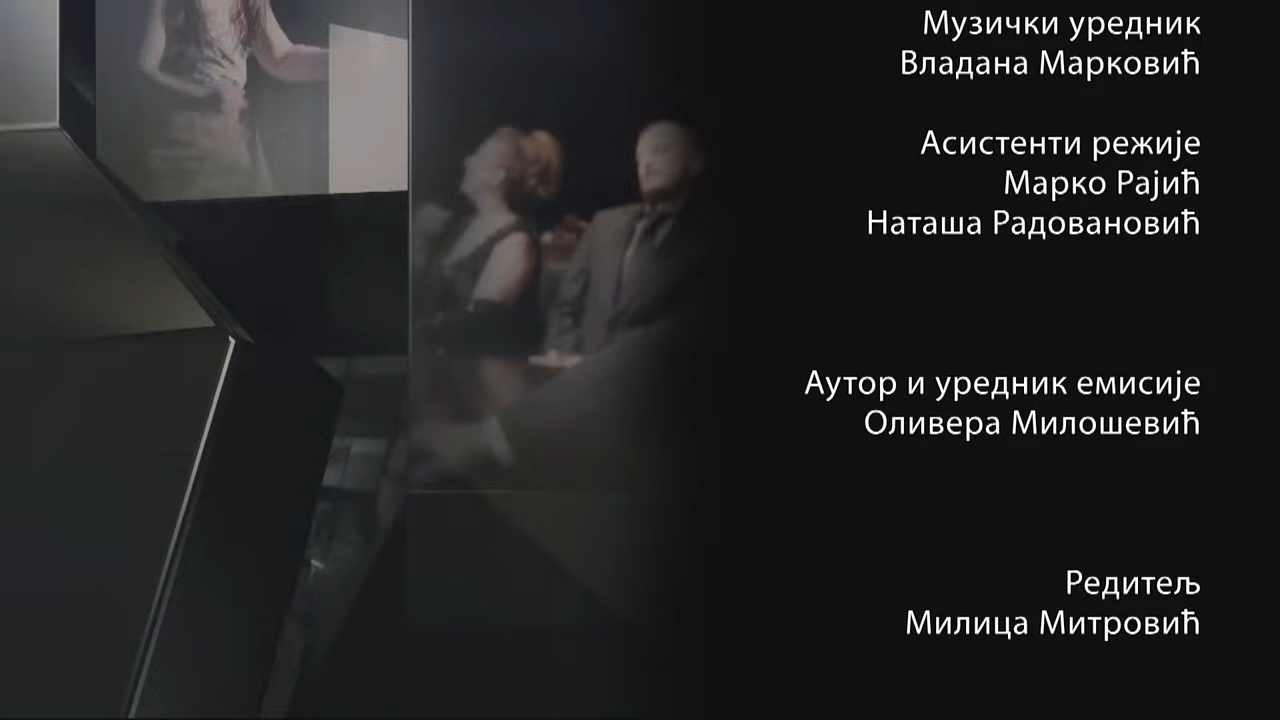 Музички уредник
Владана Марковић
Асистенти режије
Марко Рајић
Наташа Радовановић
Аутор и уредник емисије
Оливера Милошевић
Редитељ
Милица Митровић